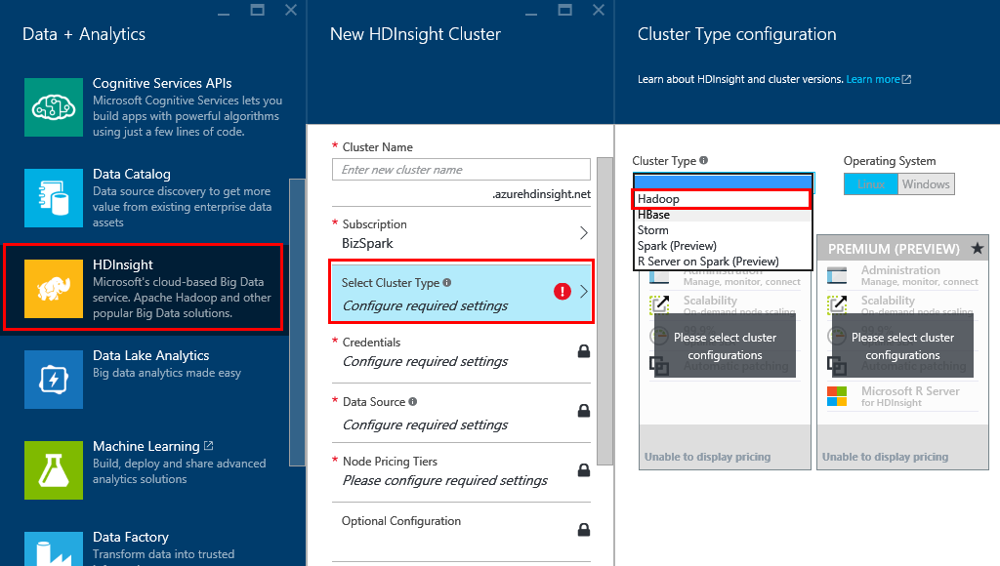 Data + Analytics
Cognitive Services APIs
Microsoft Cognitive Services lets you
build apps with powerful algorithms
using just a few lines of code.
Data Catalog
Data source discovery to get more
value from existing enterprise data
assets
HDInsight
Microsoft's cloud-based Big Data
service. Apache Hadoop and other
popular Big Data solutions.
Data Lake Analytics
Big data analytics made easy
Machine Learning
Build, deploy and share advanced
analytics solutions
Data Factory
Transform data into trusted
New HDInsight Cluster
* Cluster Name
Enter new cluster name
.azurehdinsight.net
* Subscription
BizSpark
Select Cluster Type
Configure required settings
* Credentials
Configure required settings
* Data Source
Configure required settings
* Node Pricing Tiers
Please configure required settings
Optional Configuration
Cluster Type configuration
Learn about HDInsight and cluster versions. Learn more
Cluster Type
Hadoop
HBase
Storm
Spark (Preview)
R Server on Spark (Preview)
Operating System
Linux Windows
Administration
Manage, monitor, connect
Scalability
On-demand node scaling
Please select cluster
configurations
Automatic patching
Unable to display pricing
PREMIUM (PREVIEW)
Administration
Manage, monitor, connect
Scalability
On-demand node scaling
Please select cluster
configurations
Automatic patching
Microsoft R Server
for HDInsight
Unable to display pricing